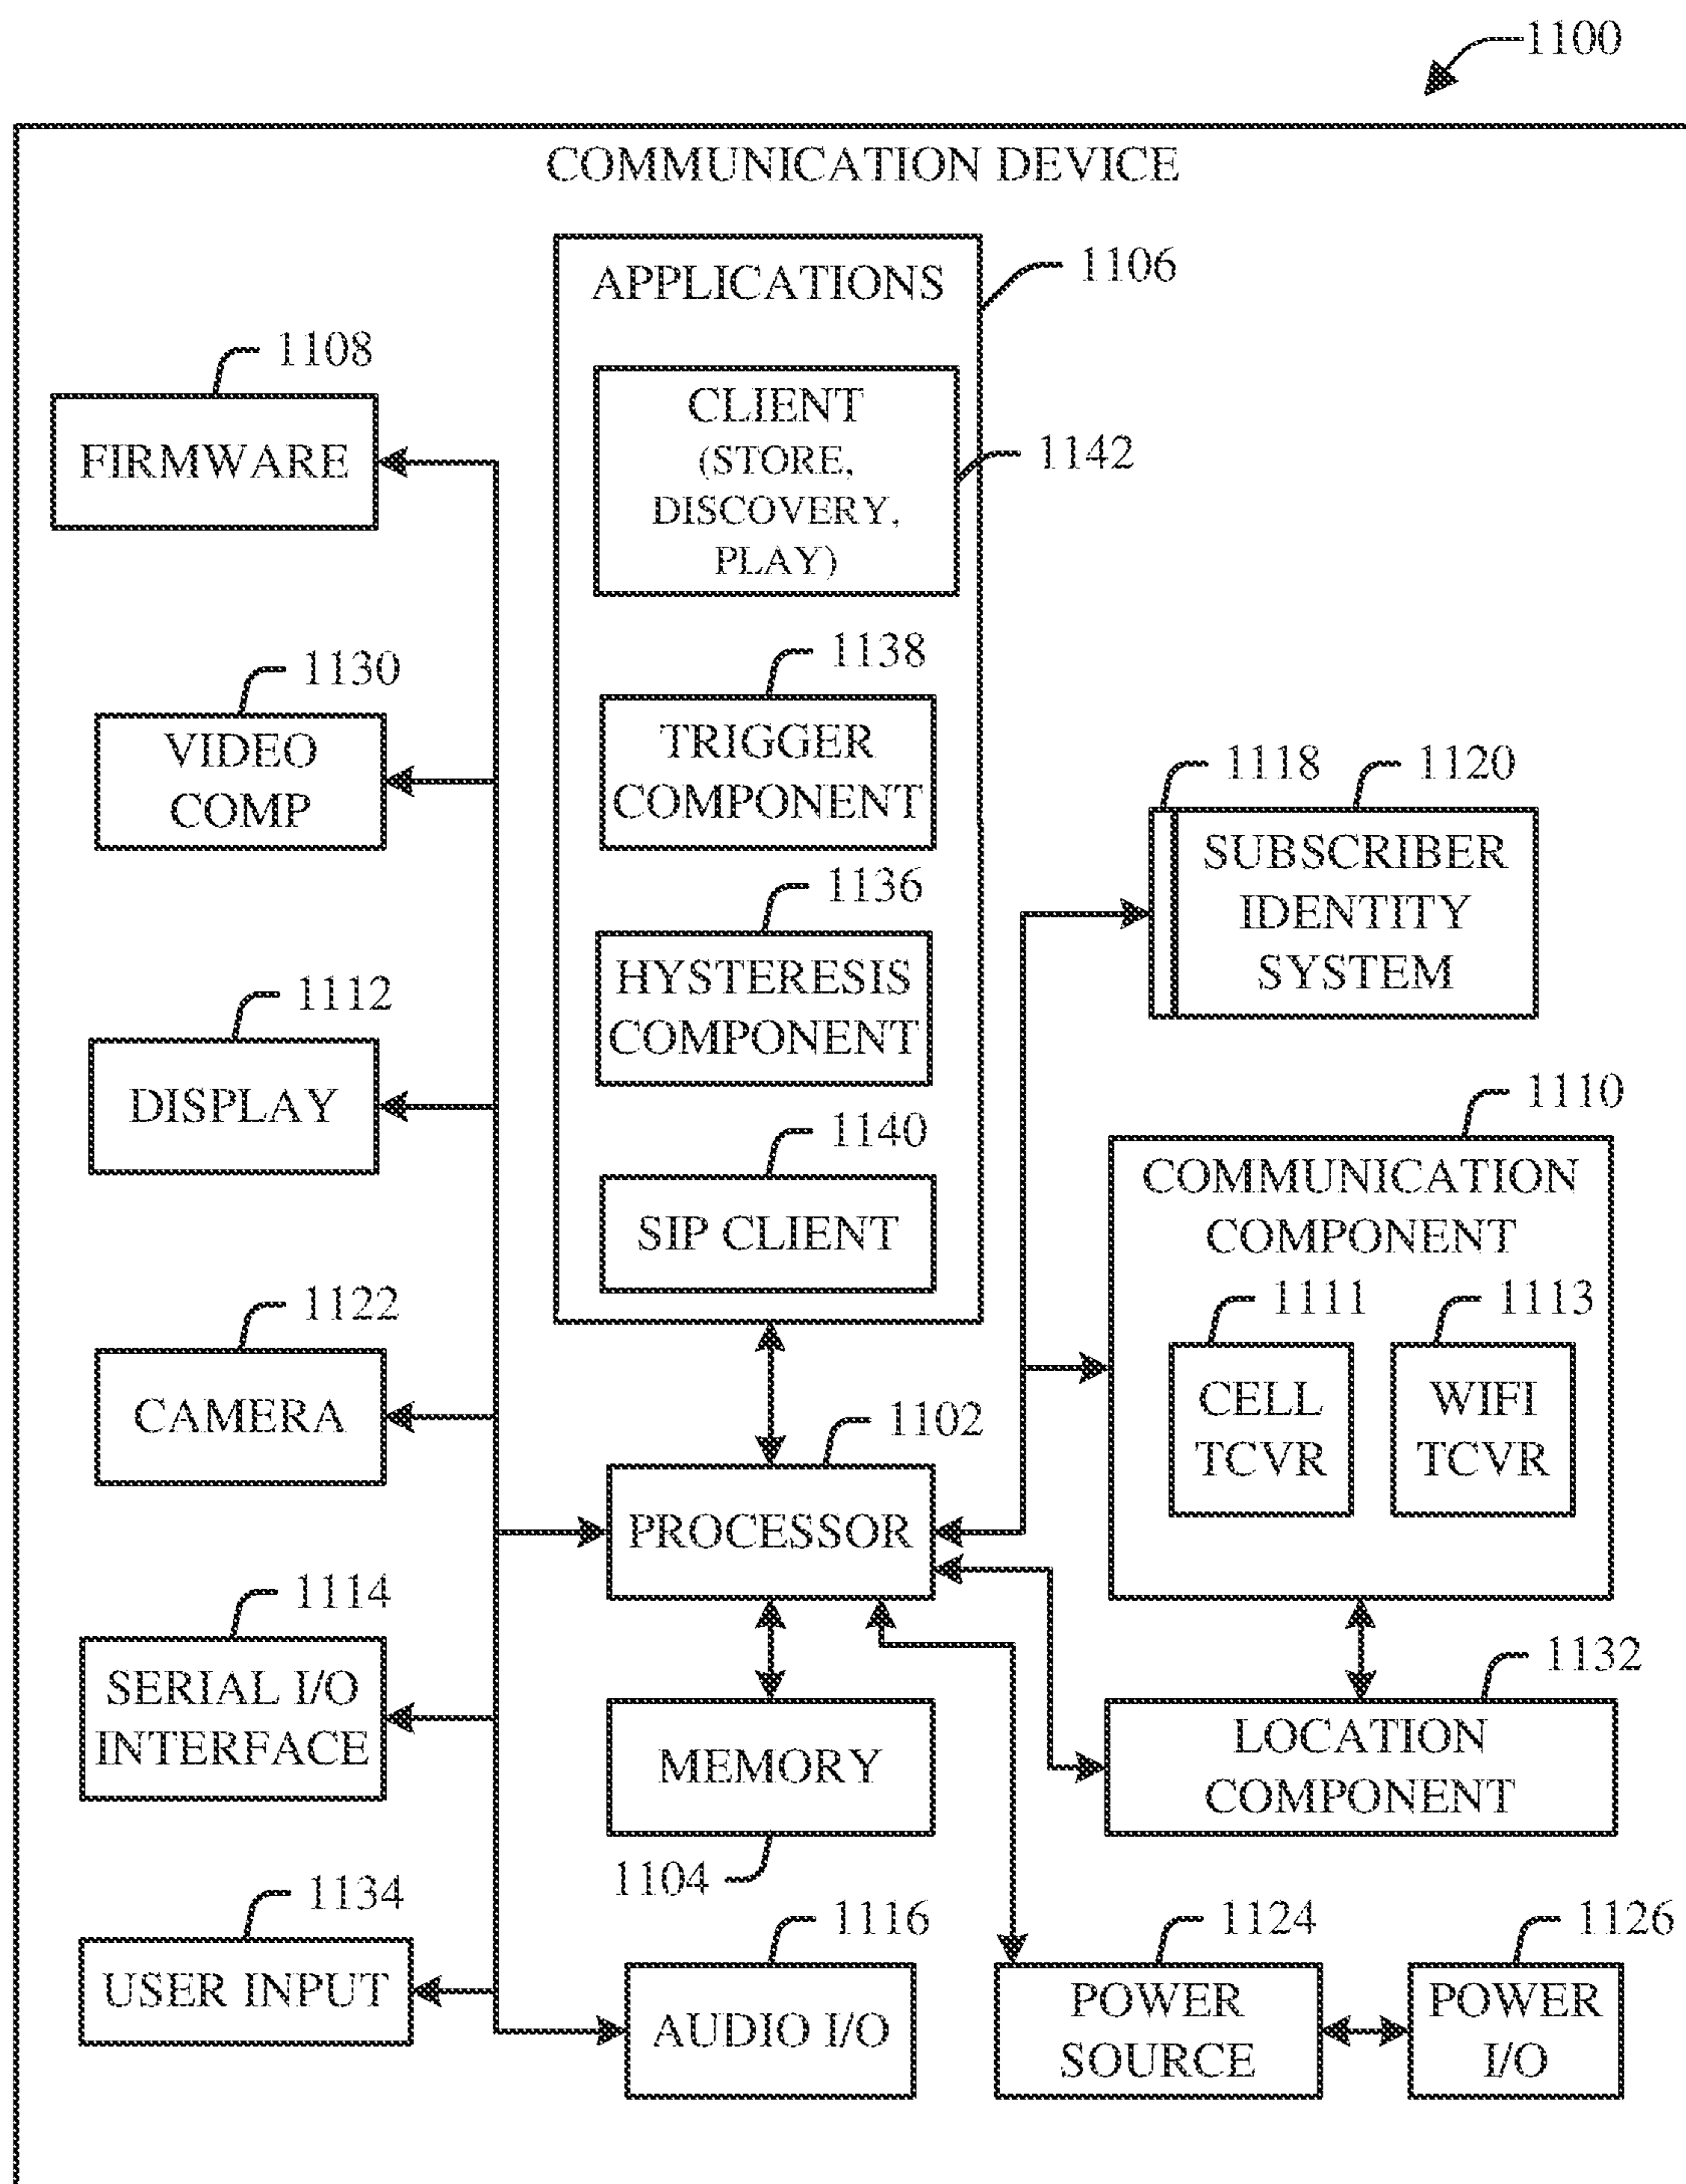 1100
COMMUNICATION DEVICE
APPLICATIONS
1106
CLIENT
(STORE,
DISCOVERY,
PLAY)
1142
1138
TRIGGER
COMPONENT
1136
HYSTERESIS
COMPONENT
1140
SIP CLIENT
1108
FIRMWARE
1130
VIDEO
COMP
1112
DISPLAY
1122
CAMERA
1114
SERIAL I/O
INTERFACE
1134
USER INPUT
1102
PROCESSOR
MEMORY
1104
1116
AUDIO I/O
1118
1120
SUBSCRIBER
IDENTITY
SYSTEM
1110
COMMUNICATION
COMPONENT
1111
CELL
TCVR
1113
WIFI
TCVR
1132
LOCATION
COMPONENT
1124
POWER
SOURCE
1126
POWER
I/O